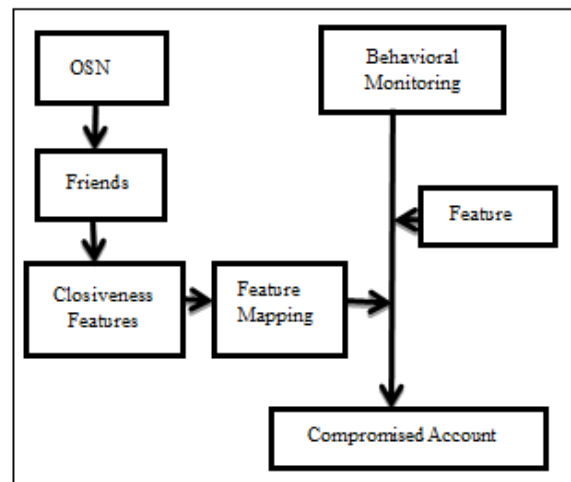 OSN
Behavioral
Monitoring
Friends
Feature
Closiveness
Features
Feature
Mapping
Compromised Account